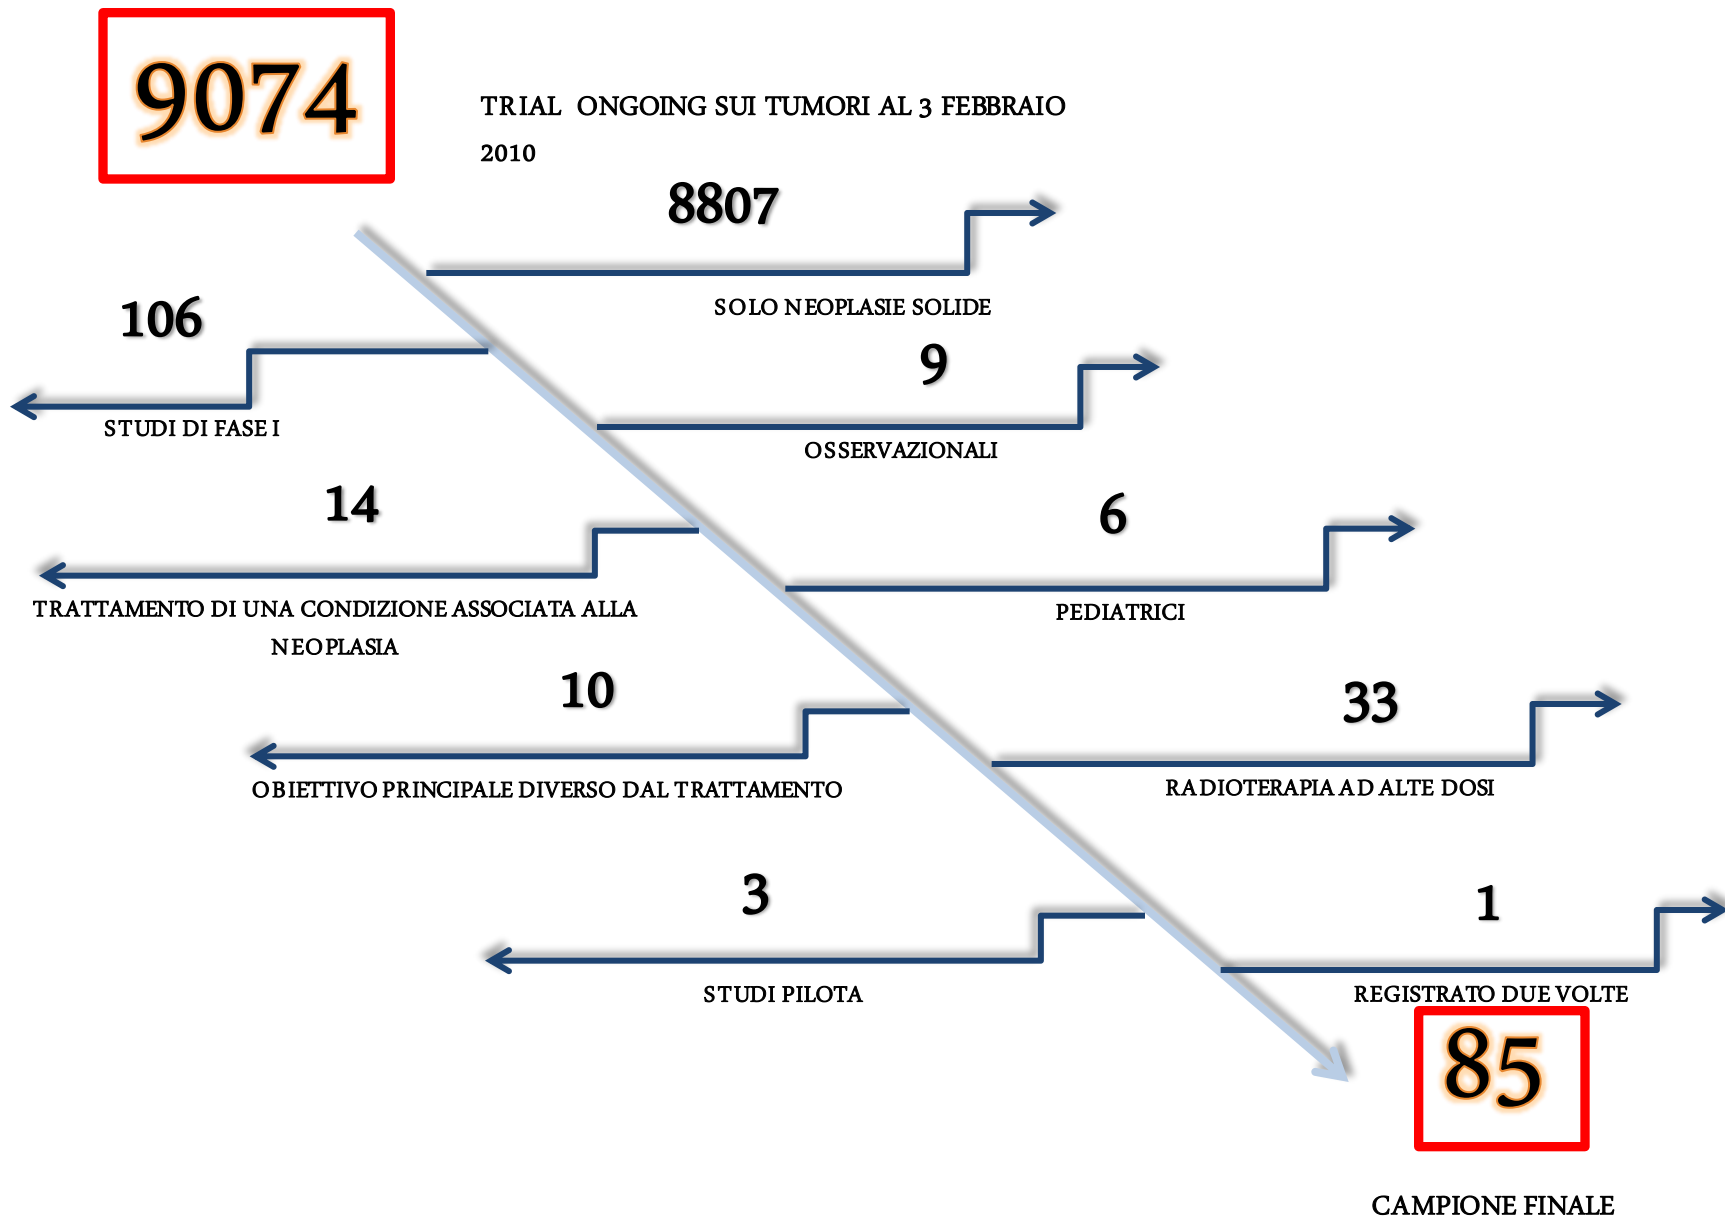 9074
TRIAL ONGOING SUI TUMORI AL 3 FEBBRAIO
2010
8807
SOLO NEOPLASIE SOLIDE
106
STUDI DI FASE I
9
OSSERVAZIONALI
14
TRATTAMENTO DI UNA CONDIZIONE ASSOCIATA ALLA
NEOPLASIA
6
PEDIATRICI
10
OBIETTIVO PRINCIPALE DIVERSO DAL TRATTAMENTO
33
RADIOTERAPIA AD ALTE DOSI
3
STUDI PILOTA
1
REGISTRATO DUE VOLTE
85
CAMPIONE FINALE